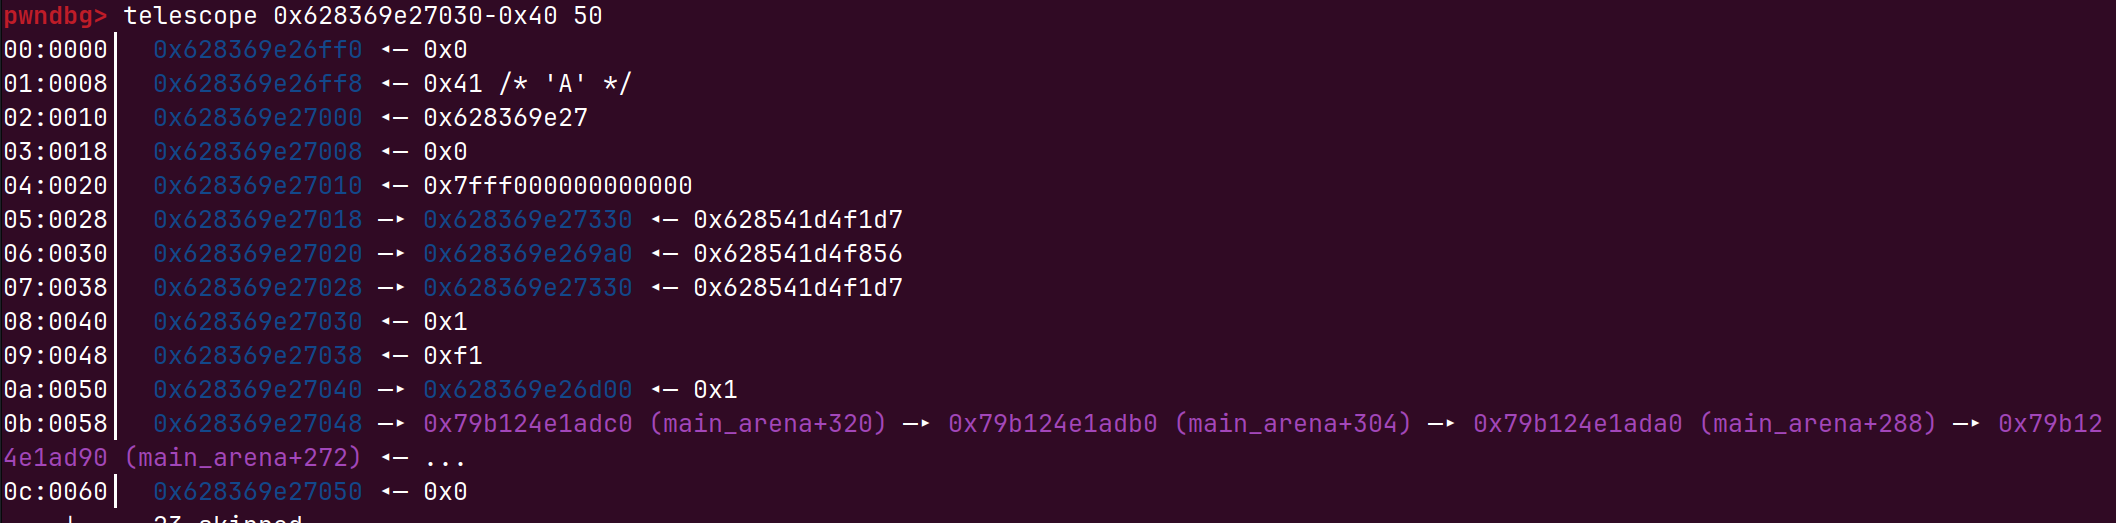 pwndbg> telescope 0x628369e27030-0x40 50
00:0000│  0x628369e26ff0 ◂— 0x0
01:0008│  0x628369e26ff8 ◂— 0x41 /* 'A' */
02:0010│  0x628369e27000 ◂— 0x628369e27
03:0018│  0x628369e27008 ◂— 0x0
04:0020│  0x628369e27010 ◂— 0x7fff000000000000
05:0028│  0x628369e27018 —▸ 0x628369e27330 ◂— 0x628541d4f1d7
06:0030│  0x628369e27020 —▸ 0x628369e269a0 ◂— 0x628541d4f856
07:0038│  0x628369e27028 —▸ 0x628369e27330 ◂— 0x628541d4f1d7
08:0040│  0x628369e27030 ◂— 0x1
09:0048│  0x628369e27038 ◂— 0xf1
0a:0050│  0x628369e27040 —▸ 0x628369e26d00 ◂— 0x1
0b:0058│  0x628369e27048 —▸ 0x79b124e1adc0 (main_arena+320) —▸ 0x79b124e1adb0 (main_arena+304) —▸ 0x79b124e1ada0 (main_arena+288) —▸ 0x79b12
4e1ad90 (main_arena+272) ◂— ...
0c:0060│  0x628369e27050 ◂— 0x0
23 skipped